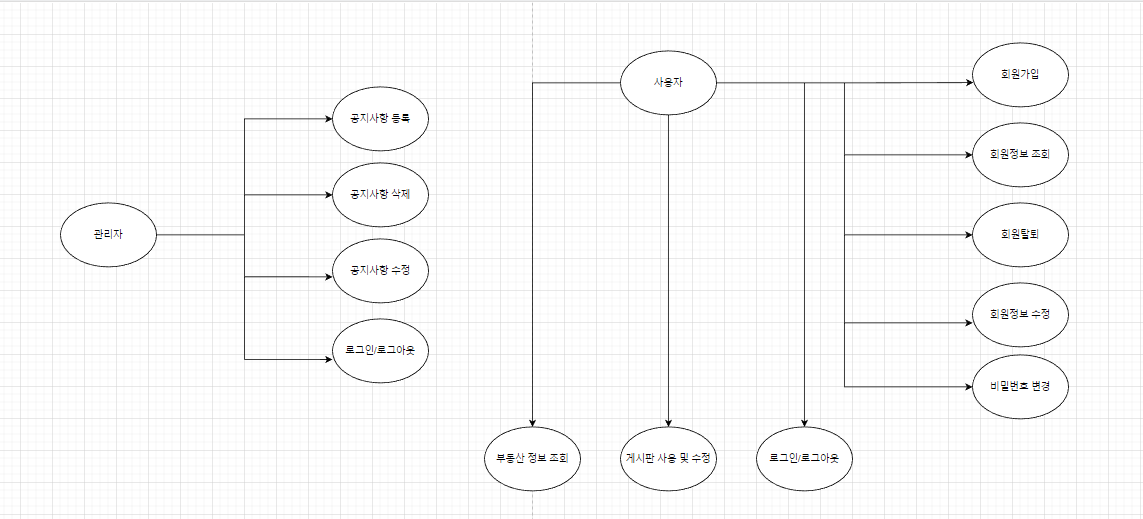 관리자
공지사항 등록
공지사항 삭제
공지사항 수정
로그인/로그아웃
사용자
회원가입
회원정보 조회
회원탈퇴
회원정보 수정
비밀번호 변경
부동산 정보 조회
게시판 사용 및 수정
로그인/로그아웃